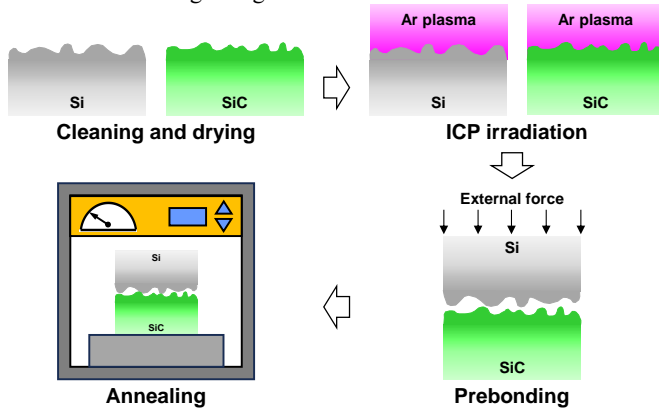 Ar plasma
Ar plasma
Si
SiC
Si
SiC
Cleaning and drying
ICP irradiation
External force
Si
SiC
Prebonding
Si
SiC
Annealing